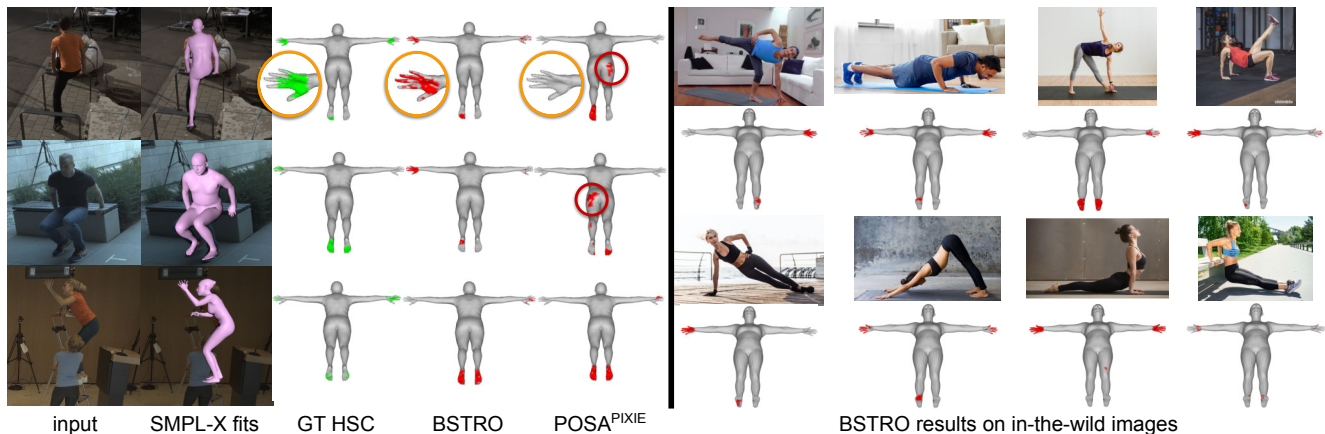 input
SMPL-X fits
GT HSC
BSTRO
POSA^PIXIE
BSTRO results on in-the-wild images